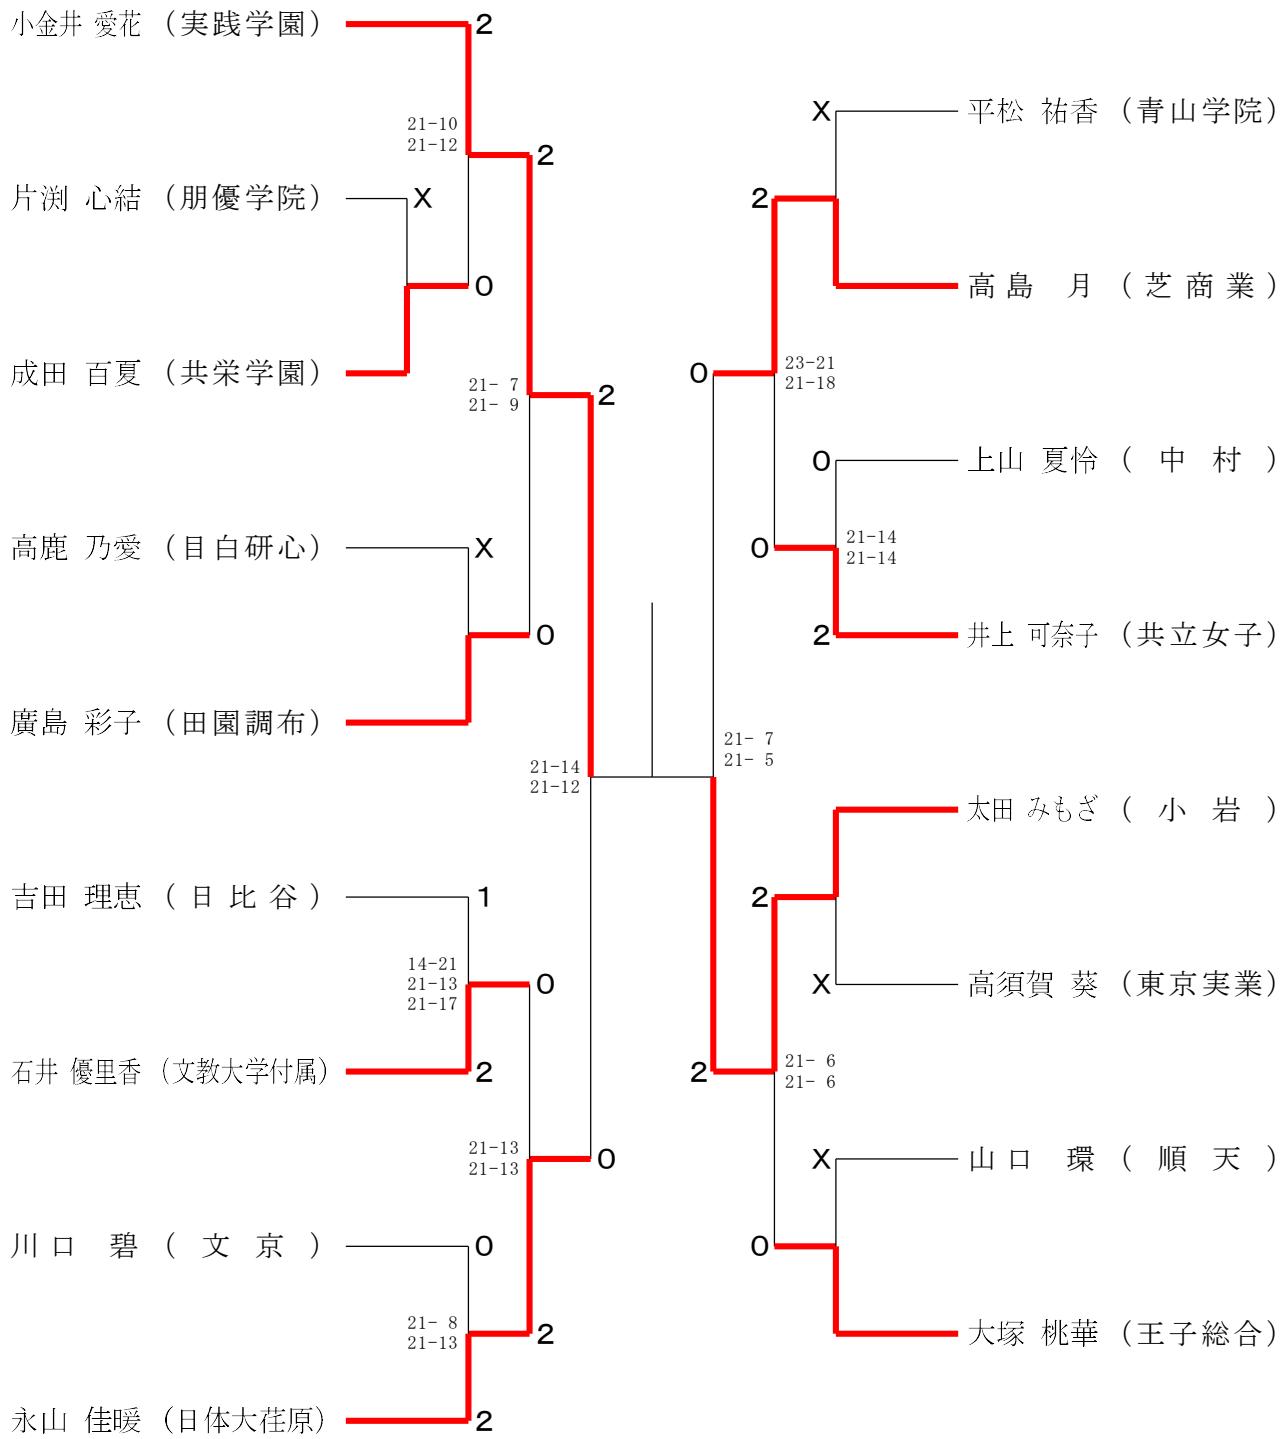 小金井 愛花 （実践学園） 2
21-10
21-12
2
片渕 心結 （朋優学院） X
0
成田 百夏 （共栄学園）
21- 7
21- 9
2
高鹿 乃愛 （目白研心） X
0
廣島 彩子 （田園調布）
21-14
21-12
吉田 理恵 （日比谷） 1
14-21
21-13
21-17
0
石井 優里香 （文教大学付属） 2
21-13
21-13
0
川口 碧 （文京） 0
21- 8
21-13
2
永山 佳暖 （日体大荏原） 2
X 平松 祐香 （青山学院）
2
高島 月 （芝商業）
0
23-21
21-18
0 上山 夏怜 （中村）
0
21-14
21-14
2 井上 可奈子 （共立女子）
21- 7
21- 5
太田 みもざ （小岩）
2
X 高須賀 葵 （東京実業）
2
21- 6
21- 6
X 山口 環 （順天）
0
大塚 桃華 （王子総合）